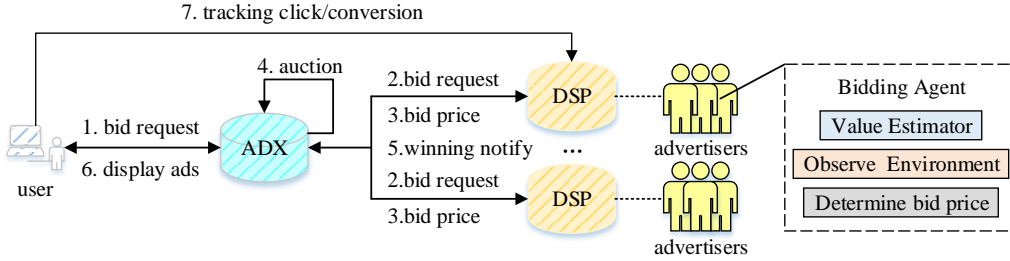 7. tracking click/conversion
4. auction
2.bid request
DSP
3.bid price
1. bid request
ADX
6. display ads
user
5.winning notify
...
2.bid request
DSP
3.bid price
advertisers
advertisers
Bidding Agent
Value Estimator
Observe Environment
Determine bid price